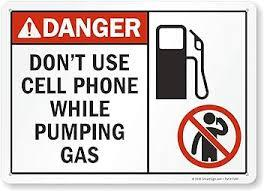 DANGER
DON'T USE
CELL PHONE
WHILE
PUMPING
GAS